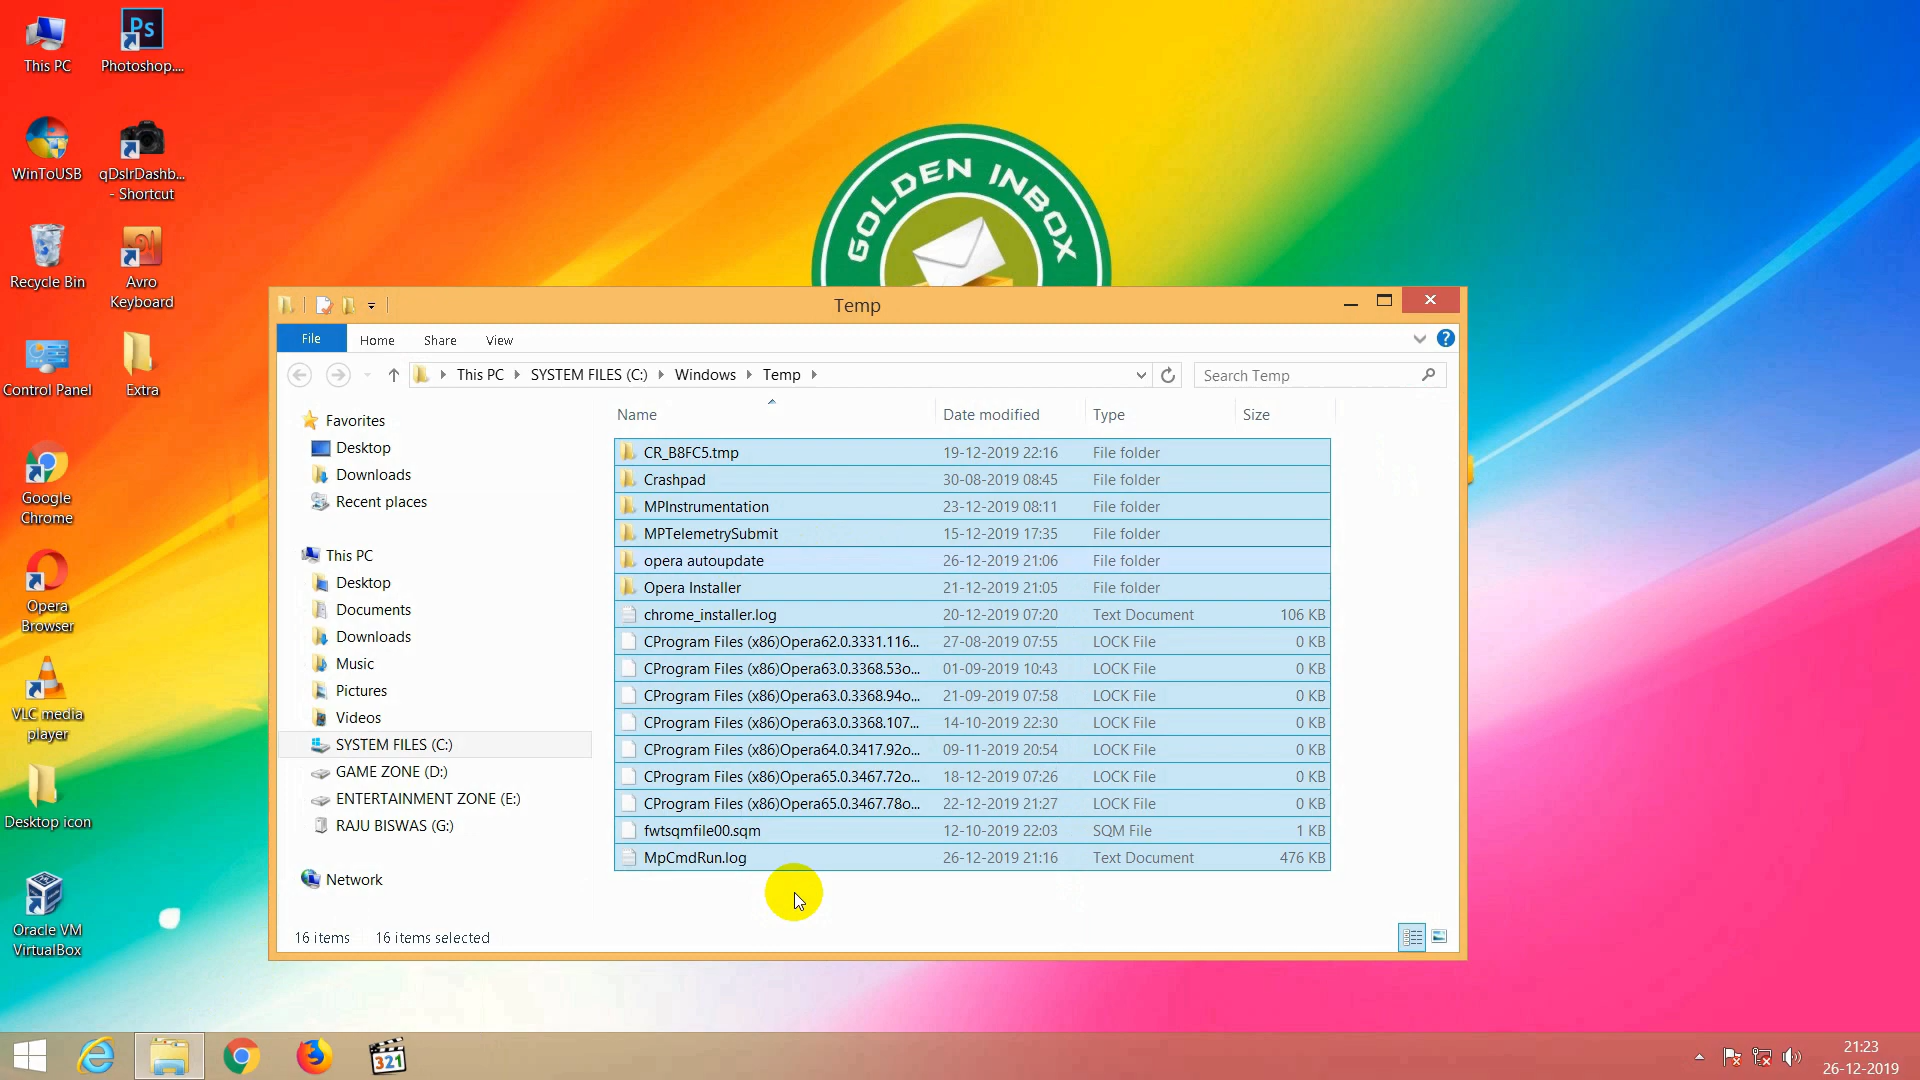 This PC
Photoshop....
WinToUSB
qDslrDashb...
- Shortcut
Recycle Bin
Avro
Keyboard
Control Panel
Extra
Google
Chrome
Opera
Browser
VLC media
player
Desktop icon
Oracle VM
VirtualBox
Ps
GOLDEN INBOX
Temp
File
Home
Share
View
This PC
SYSTEM FILES (C:)
Windows
Temp
Search Temp
Favorites
Desktop
Downloads
Recent places
This PC
Desktop
Documents
Downloads
Music
Pictures
Videos
SYSTEM FILES (C:)
GAME ZONE (D:)
ENTERTAINMENT ZONE (E:)
RAJU BISWAS (G:)
Network
Name Date modified Type Size
CR_B8FC5.tmp 19-12-2019 22:16 File folder
Crashpad 30-08-2019 08:45 File folder
MPInstrumentation 23-12-2019 08:11 File folder
MPTelemetrySubmit 15-12-2019 17:35 File folder
opera autoupdate 26-12-2019 21:06 File folder
Opera Installer 21-12-2019 21:05 File folder
chrome_installer.log 20-12-2019 07:20 Text Document 106 KB
CProgram Files (x86)Opera62.0.3331.116... 27-08-2019 07:55 LOCK File 0 KB
CProgram Files (x86)Opera63.0.3368.53o... 01-09-2019 10:43 LOCK File 0 KB
CProgram Files (x86)Opera63.0.3368.94o... 21-09-2019 07:58 LOCK File 0 KB
CProgram Files (x86)Opera63.0.3368.107... 14-10-2019 22:30 LOCK File 0 KB
CProgram Files (x86)Opera64.0.3417.92o... 09-11-2019 20:54 LOCK File 0 KB
CProgram Files (x86)Opera65.0.3467.72o... 18-12-2019 07:26 LOCK File 0 KB
CProgram Files (x86)Opera65.0.3467.78o... 22-12-2019 21:27 LOCK File 0 KB
fwtsqmfile00.sqm 12-10-2019 22:03 SQM File 1 KB
MpCmdRun.log 26-12-2019 21:16 Text Document 476 KB
16 items 16 items selected
321
21:23
26-12-2019